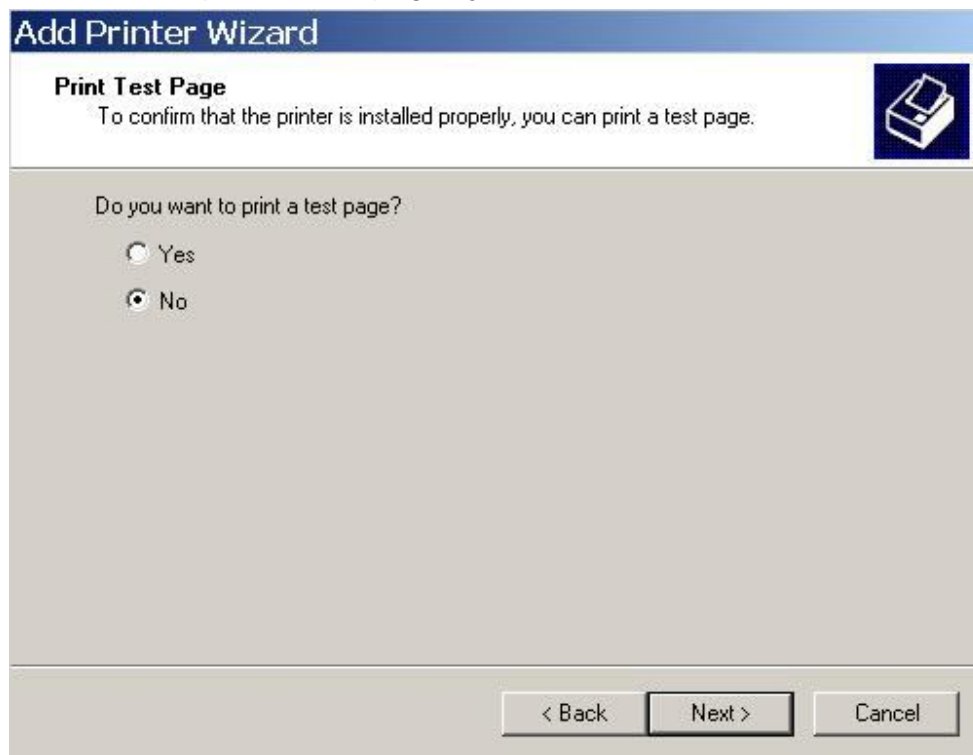 Add Printer Wizard
Print Test Page
To confirm that the printer is installed properly, you can print a test page.
Do you want to print a test page?
Yes
No
< Back
Next >
Cancel